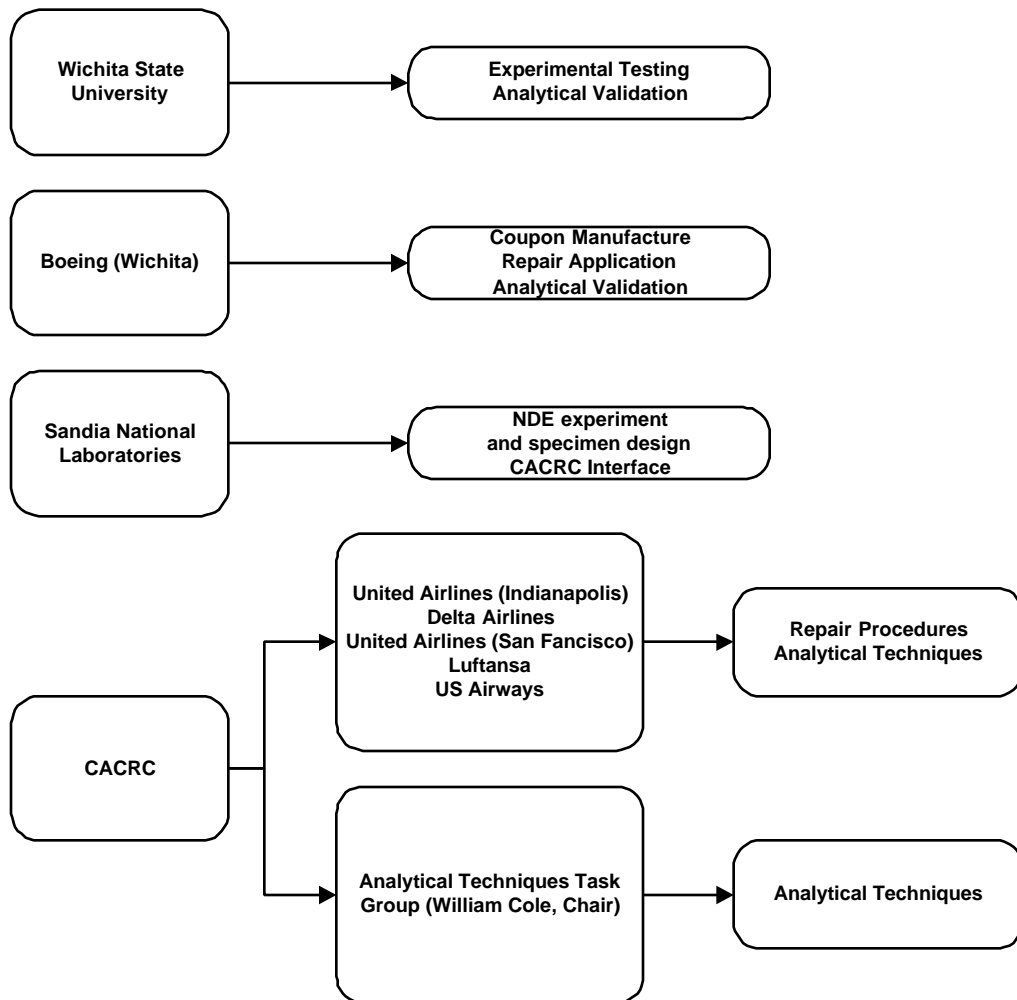 Wichita State
University
Experimental Testing
Analytical Validation
Boeing (Wichita)
Coupon Manufacture
Repair Application
Analytical Validation
Sandia National
Laboratories
NDE experiment
and specimen design
CACRC Interface
CACRC
United Airlines (Indianapolis)
Delta Airlines
United Airlines (San Fancisco)
Luftansa
US Airways
Repair Procedures
Analytical Techniques
Analytical Techniques Task
Group (William Cole, Chair)
Analytical Techniques